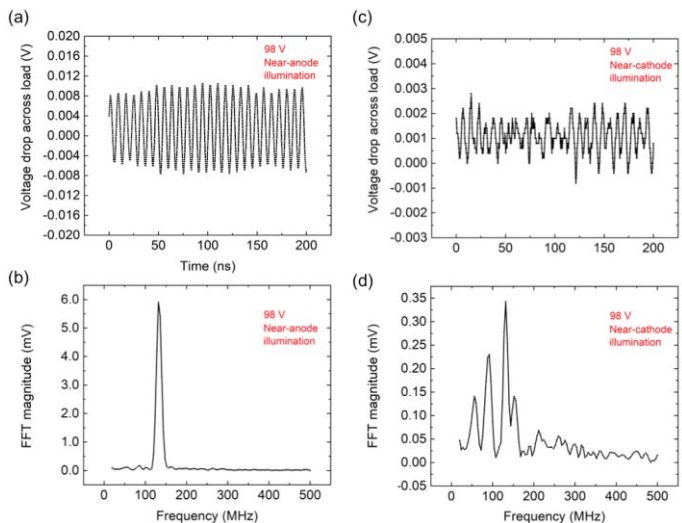 (a)
Voltage drop across load (V)
0.020
0.016
0.012
0.008
0.004
0.000
-0.004
-0.008
-0.012
-0.016
-0.020
98 V
Near-anode
illumination
0 50 100 150 200
Time (ns)
(c)
Voltage drop across load (V)
0.005
0.004
0.003
0.002
0.001
0.000
-0.001
-0.002
-0.003
98 V
Near-cathode
illumination
0 50 100 150 200
(b)
FFT magnitude (mV)
6.0
5.0
4.0
3.0
2.0
1.0
0.0
98 V
Near-anode
illumination
0 100 200 300 400 500
Frequency (MHz)
(d)
FFT magnitude (mV)
0.35
0.30
0.25
0.20
0.15
0.10
0.05
0.00
-0.05
98 V
Near-cathode
illumination
0 100 200 300 400 500
Frequency (MHz)